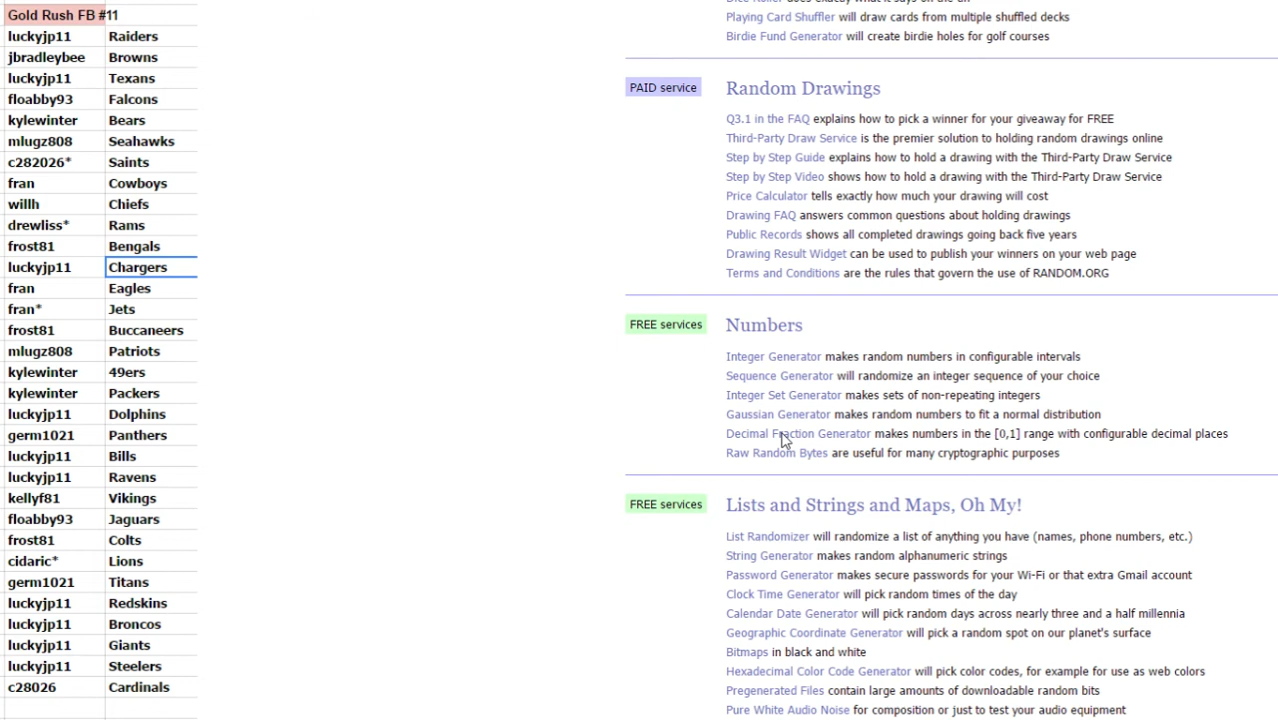 Gold Rush FB #11
luckyjp11 Raiders
jbradleybee Browns
luckyjp11 Texans
floabby93 Falcons
kylewinter Bears
mlugz808 Seahawks
c282026* Saints
fran Cowboys
willh Chiefs
drewliss* Rams
frost81 Bengals
luckyjp11 Chargers
fran Eagles
fran* Jets
frost81 Buccaneers
mlugz808 Patriots
kylewinter 49ers
kylewinter Packers
luckyjp11 Dolphins
germ1021 Panthers
luckyjp11 Bills
luckyjp11 Ravens
kellyf81 Vikings
floabby93 Jaguars
frost81 Colts
cidaric* Lions
germ1021 Titans
luckyjp11 Redskins
luckyjp11 Broncos
luckyjp11 Giants
luckyjp11 Steelers
c28026 Cardinals
Playing Card Shuffler will draw cards from multiple shuffled decks
Birdie Fund Generator will create birdie holes for golf courses
PAID service Random Drawings
Q3.1 in the FAQ explains how to pick a winner for your giveaway for FREE
Third-Party Draw Service is the premier solution to holding random drawings online
Step by Step Guide explains how to hold a drawing with the Third-Party Draw Service
Step by Step Video shows how to hold a drawing with the Third-Party Draw Service
Price Calculator tells exactly how much your drawing will cost
Drawing FAQ answers common questions about holding drawings
Public Records shows all completed drawings going back five years
Drawing Result Widget can be used to publish your winners on your web page
Terms and Conditions are the rules that govern the use of RANDOM.ORG
FREE services Numbers
Integer Generator makes random numbers in configurable intervals
Sequence Generator will randomize an integer sequence of your choice
Integer Set Generator makes sets of non-repeating integers
Gaussian Generator makes random numbers to fit a normal distribution
Decimal Fraction Generator makes numbers in the [0,1] range with configurable decimal places
Raw Random Bytes are useful for many cryptographic purposes
FREE services Lists and Strings and Maps, Oh My!
List Randomizer will randomize a list of anything you have (names, phone numbers, etc.)
String Generator makes random alphanumeric strings
Password Generator makes secure passwords for your Wi-Fi or that extra Gmail account
Clock Time Generator will pick random times of the day
Calendar Date Generator will pick random days across nearly three and a half millennia
Geographic Coordinate Generator will pick a random spot on our planet's surface
Bitmaps in black and white
Hexadecimal Color Code Generator will pick color codes, for example for use as web colors
Pregenerated Files contain large amounts of downloadable random bits
Pure White Audio Noise for composition or just to test your audio equipment